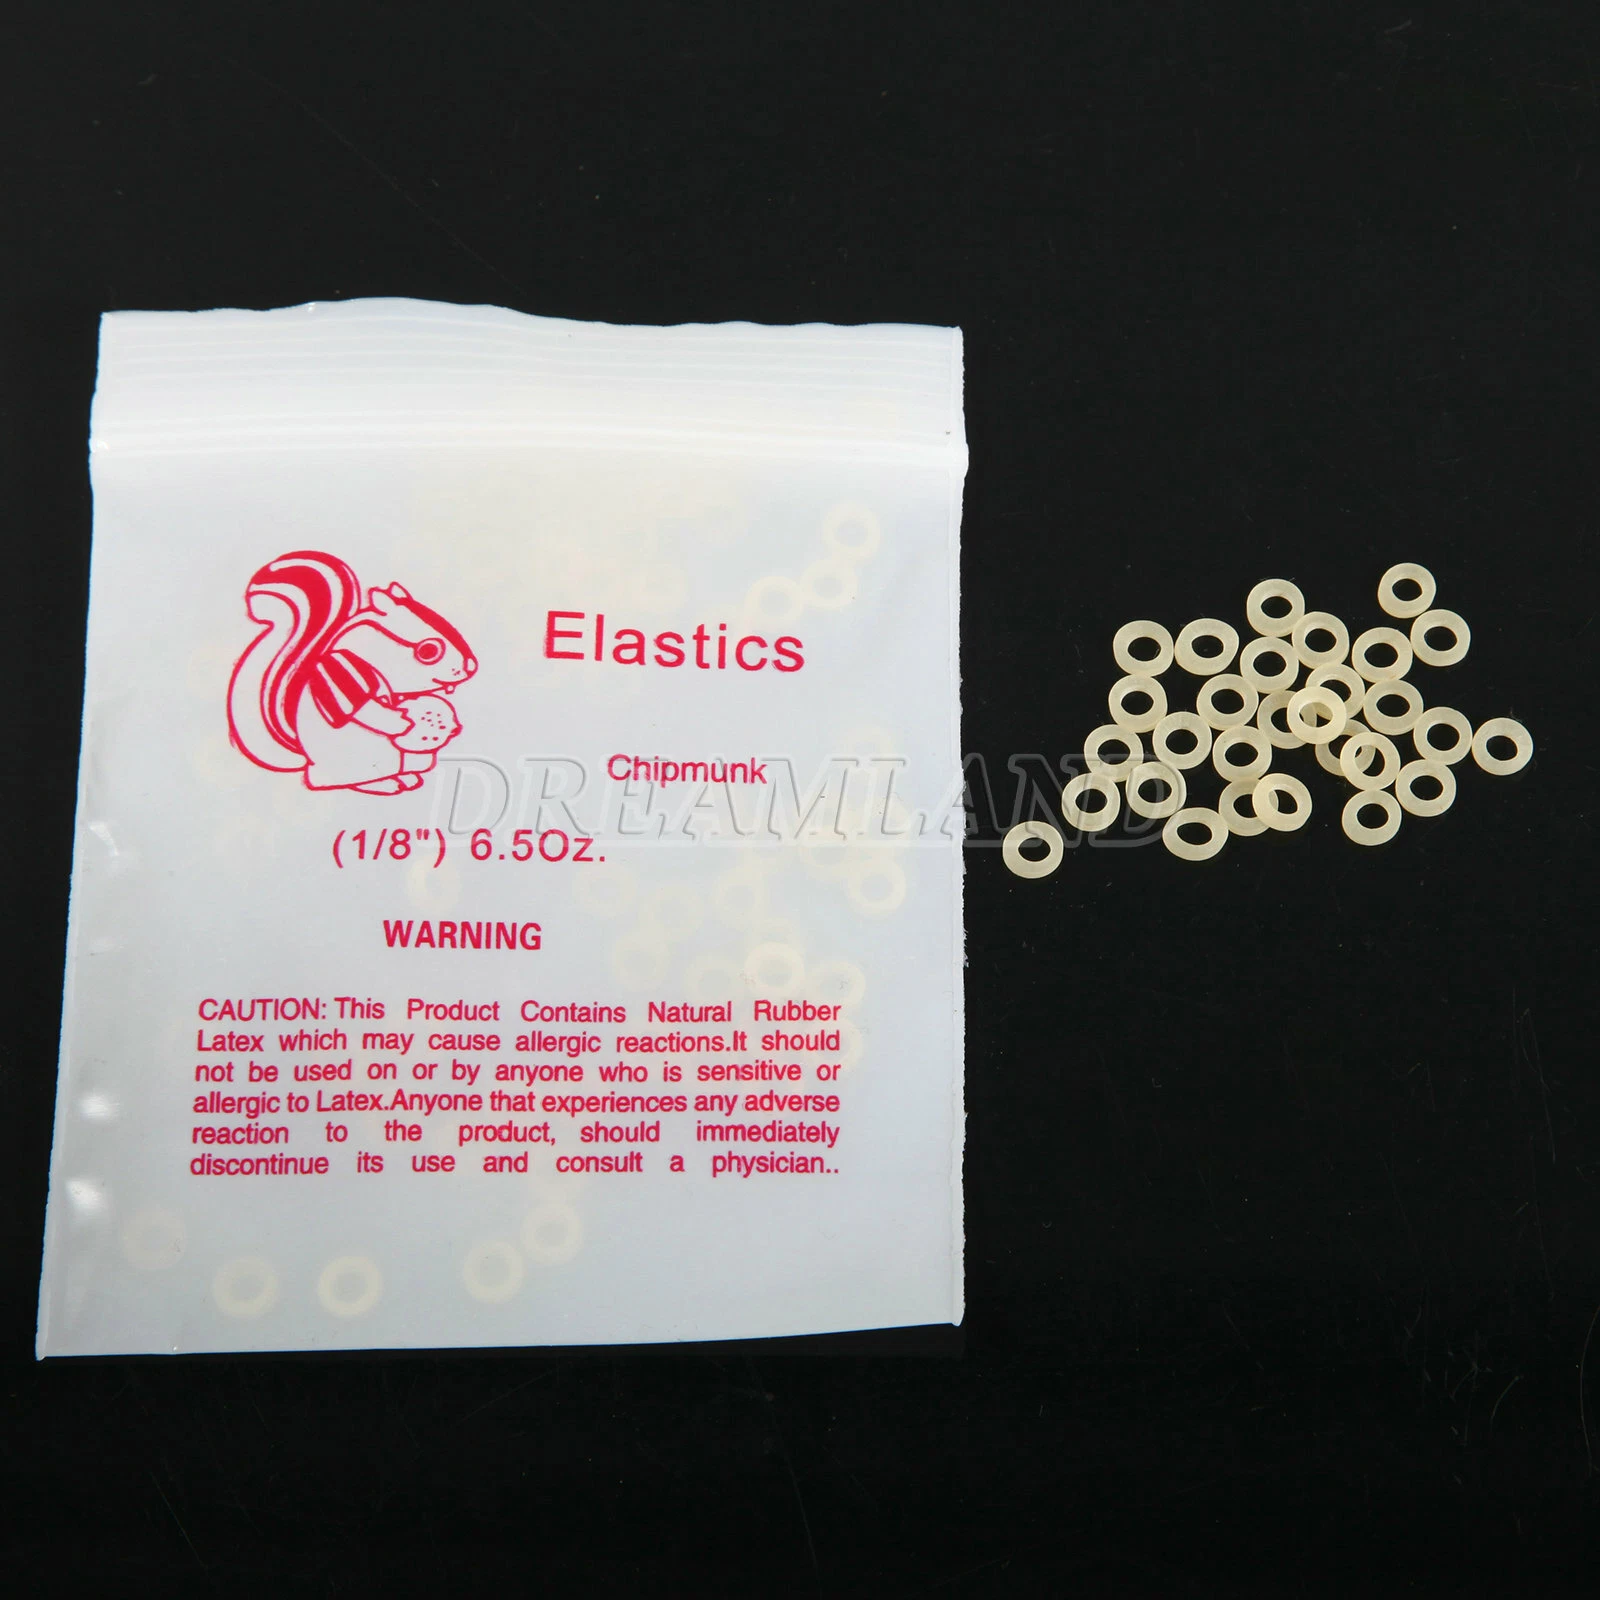 Elastics
Chipmunk
(1/8") 6.5Oz.
WARNING
CAUTION: This Product Contains Natural Rubber
Latex which may cause allergic reactions.It should
not be used on or by anyone who is sensitive or
allergic to Latex.Anyone that experiences any adverse
reaction to the product, should immediately
discontinue its use and consult a physician..
DREAMLAND